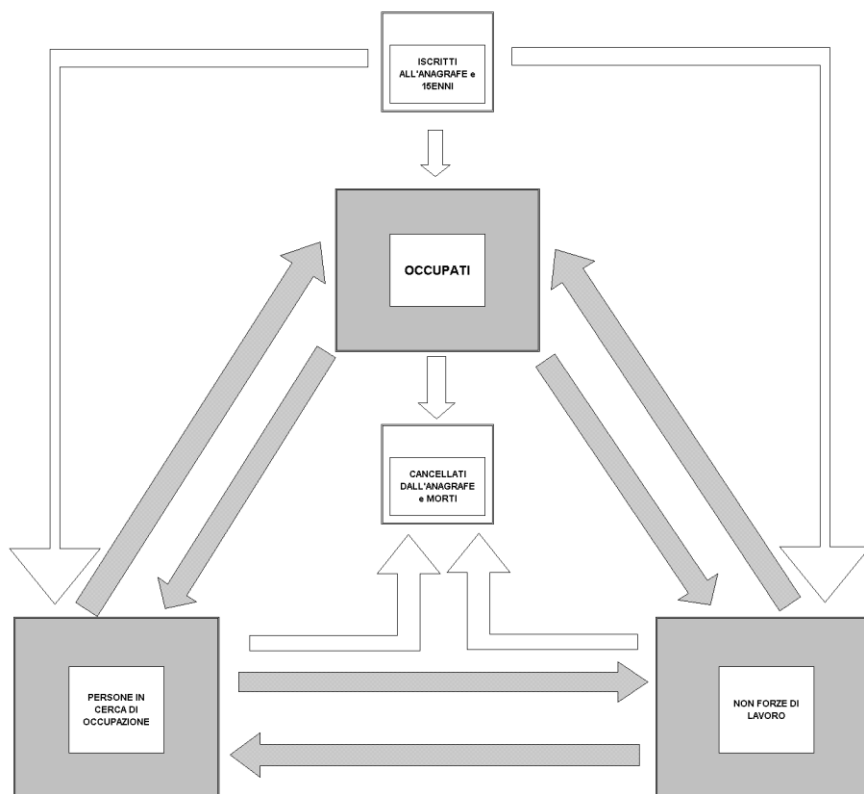 ISCRITTI
ALL'ANAGRAFE e
15ENNI
OCCUPATI
CANCELLATI
DALL'ANAGRAFE
e MORTI
PERSONE IN
CERCA DI
OCCUPAZIONE
NON FORZE DI
LAVORO